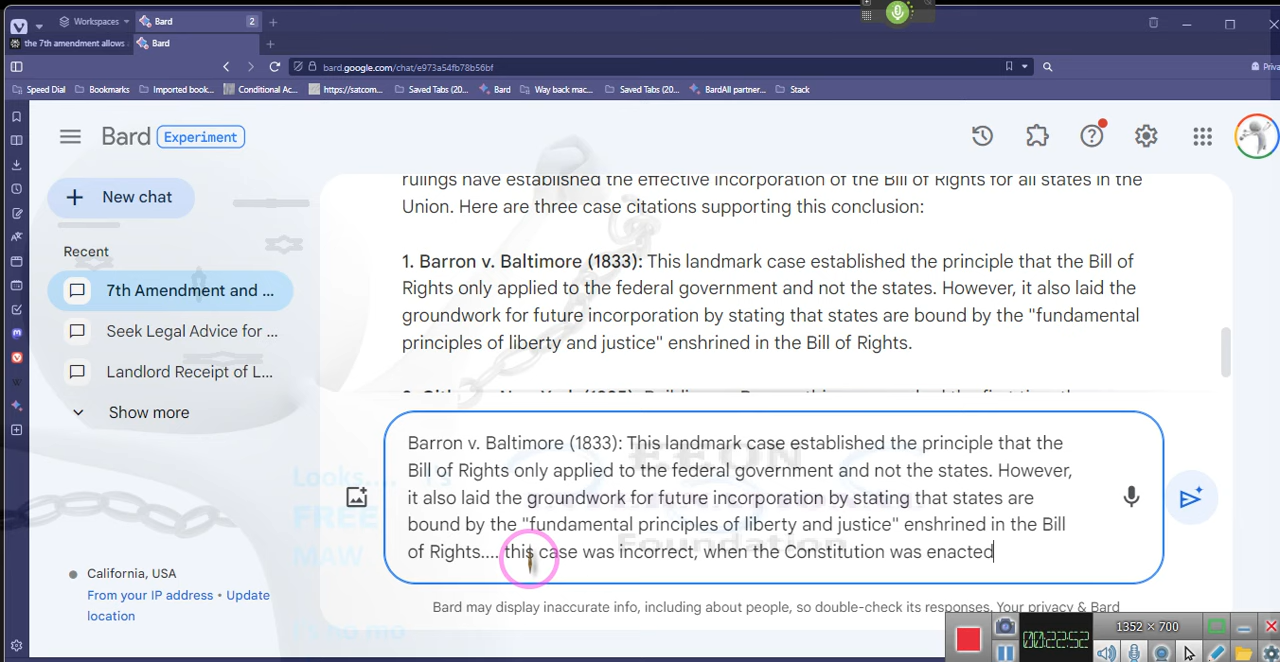 Workspaces
Bard
2
the 7th amendment allows
Bard
bard.google.com/chat/e973a54fb78b56bf
Priva
Speed Dial
Bookmarks
Imported book...
Conditional Ac...
https://satcom...
Saved Tabs (20...
Bard
Way back mac...
Saved Tabs (20...
BardAll partner...
Stack
Bard
Experiment
New chat
Recent
7th Amendment and ...
Seek Legal Advice for ...
Landlord Receipt of L...
Show more
California, USA
From your IP address • Update
location
rulings have established the effective incorporation of the Bill of Rights for all states in the
Union. Here are three case citations supporting this conclusion:
1. Barron v. Baltimore (1833): This landmark case established the principle that the Bill of
Rights only applied to the federal government and not the states. However, it also laid the
groundwork for future incorporation by stating that states are bound by the "fundamental
principles of liberty and justice" enshrined in the Bill of Rights.
Barron v. Baltimore (1833): This landmark case established the principle that the
Bill of Rights only applied to the federal government and not the states. However,
it also laid the groundwork for future incorporation by stating that states are
bound by the "fundamental principles of liberty and justice" enshrined in the Bill
of Rights.... this case was incorrect, when the Constitution was enacted
Looks....
FREE
MAW
Foundation
Bard may display inaccurate info, including about people, so double-check its responses. Your privacy & Bard
1352 × 700
00:22:52